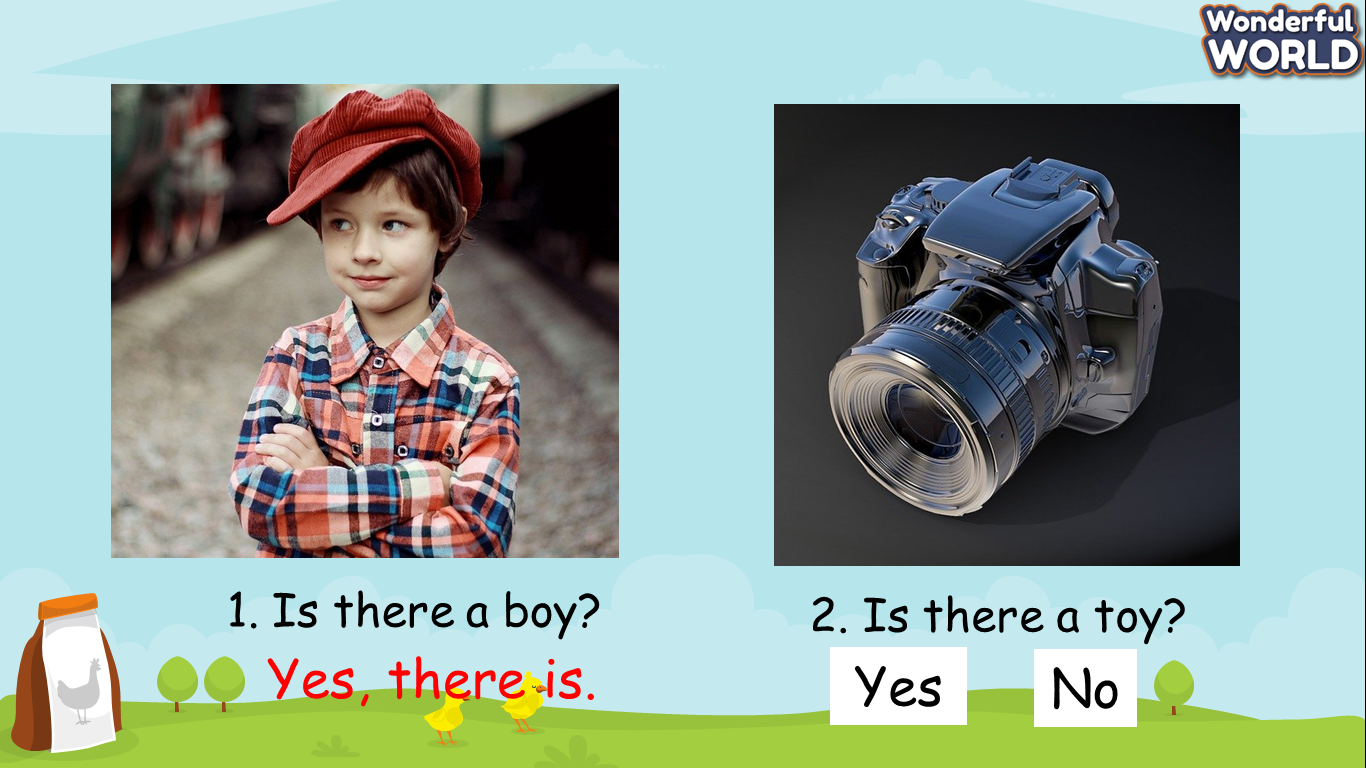 Wonderful
WORLD
1. Is there a boy?
Yes, there is.
2. Is there a toy?
Yes
No